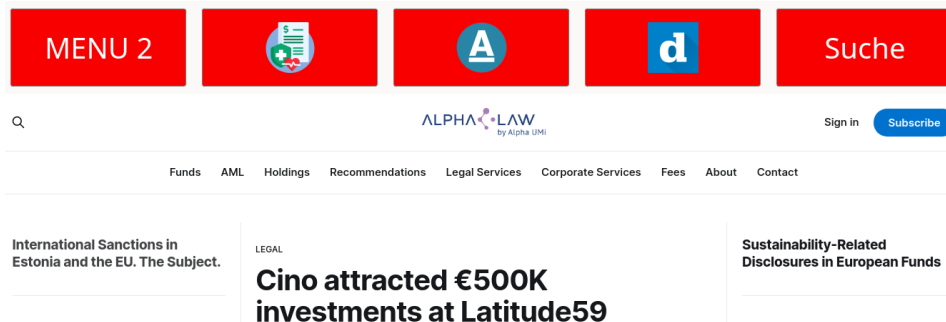 MENU 2
$
A
d
Suche
ALPHA LAW
by Alpha UMi
Sign in
Subscribe
Funds AML Holdings Recommendations Legal Services Corporate Services Fees About Contact
International Sanctions in
Estonia and the EU. The Subject.
LEGAL
Cino attracted €500K
investments at Latitude59
Sustainability-Related
Disclosures in European Funds